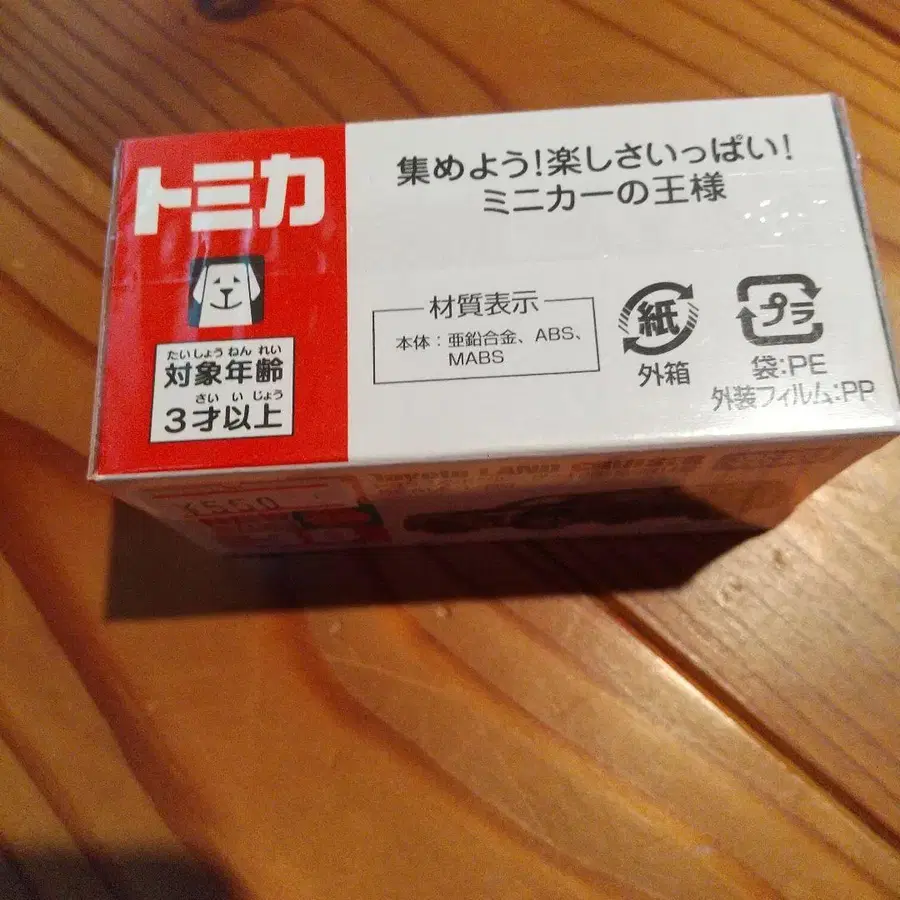 トミカ
集めよう!楽しさいっぱい!
ミニカーの王様
たいしょう ねん れい
対象年齢
さい い じょう
3才以上
材質表示
本体:亜鉛合金、ABS、
MABS
紙
外箱
プラ
袋:PE
外装フィルム:PP
LAND CRUISER
¥550